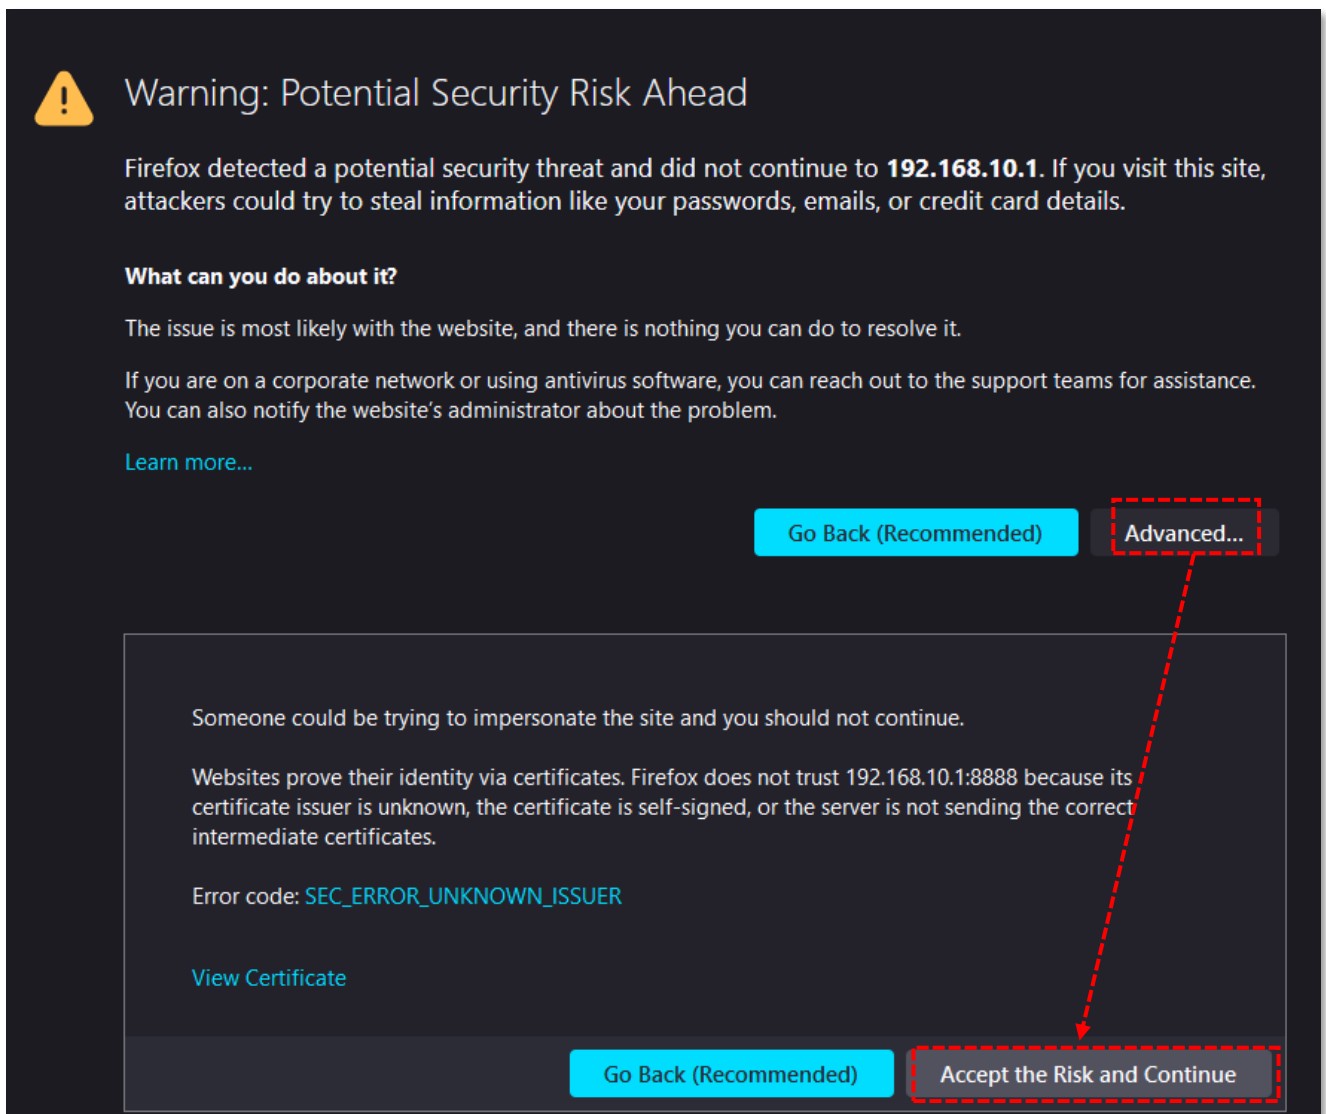 Warning: Potential Security Risk Ahead
Firefox detected a potential security threat and did not continue to 192.168.10.1. If you visit this site,
attackers could try to steal information like your passwords, emails, or credit card details.
What can you do about it?
The issue is most likely with the website, and there is nothing you can do to resolve it.
If you are on a corporate network or using antivirus software, you can reach out to the support teams for assistance.
You can also notify the website’s administrator about the problem.
Learn more...
Go Back (Recommended)
Advanced...
Someone could be trying to impersonate the site and you should not continue.
Websites prove their identity via certificates. Firefox does not trust 192.168.10.1:8888 because its
certificate issuer is unknown, the certificate is self-signed, or the server is not sending the correct
intermediate certificates.
Error code: SEC_ERROR_UNKNOWN_ISSUER
View Certificate
Go Back (Recommended)
Accept the Risk and Continue